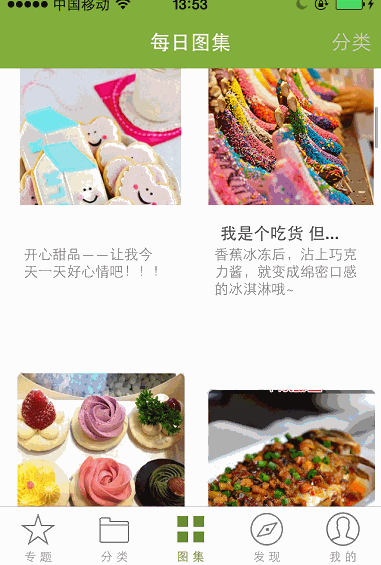 中国移动
13:53
每日图集
分类
我是个吃货 但...
开心甜品——让我今
天一天好心情吧！！！
香蕉冰冻后，沾上巧克
力酱，就变成绵密口感
的冰淇淋哦~
专题
分类
图集
发现
我的